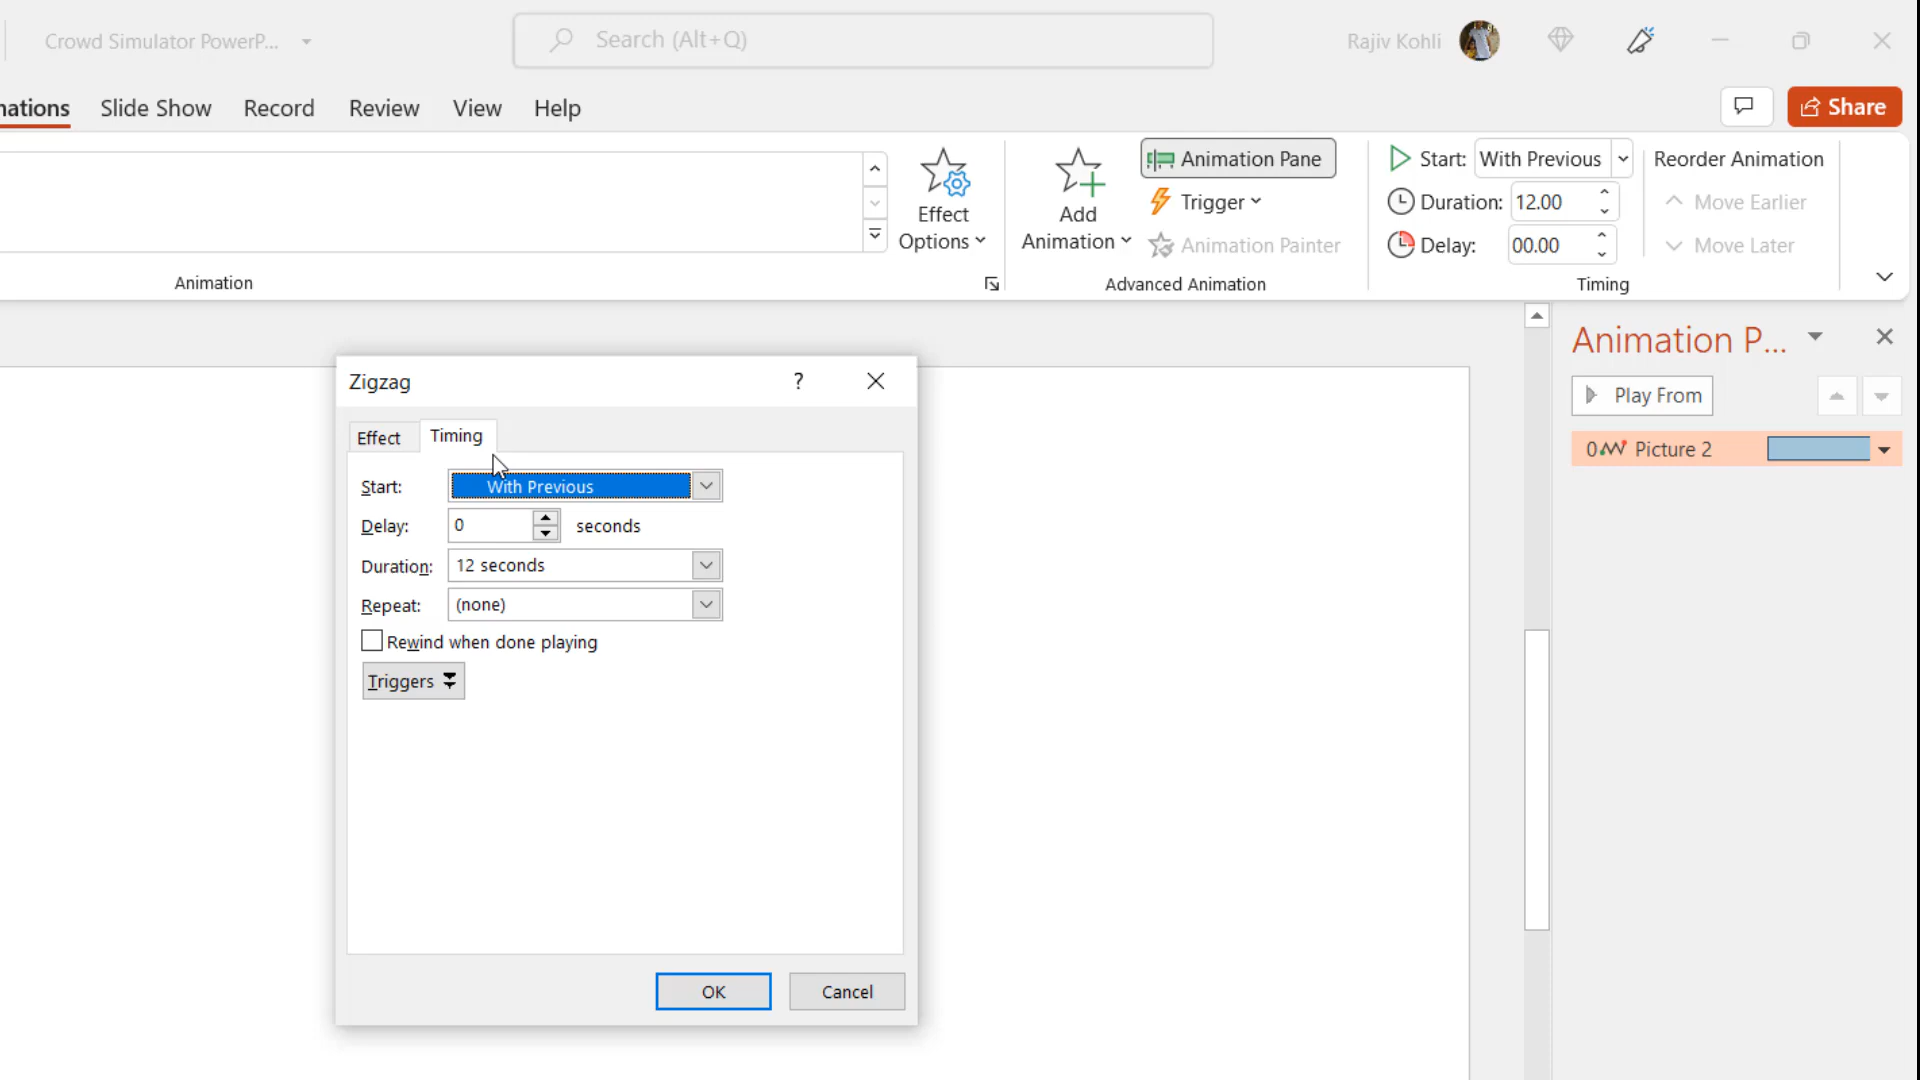 Crowd Simulator PowerP...
Search (Alt+Q)
Rajiv Kohli
nations Slide Show Record Review View Help
Share
Effect Options
Add Animation
Animation Pane
Trigger
Animation Painter
Start: With Previous
Duration: 12.00
Delay: 00.00
Reorder Animation
Move Earlier
Move Later
Animation
Advanced Animation
Timing
Animation P...
Play From
0 Picture 2
Zigzag ?
Effect Timing
Start: With Previous
Delay: 0 seconds
Duration: 12 seconds
Repeat: (none)
Rewind when done playing
Triggers
OK Cancel